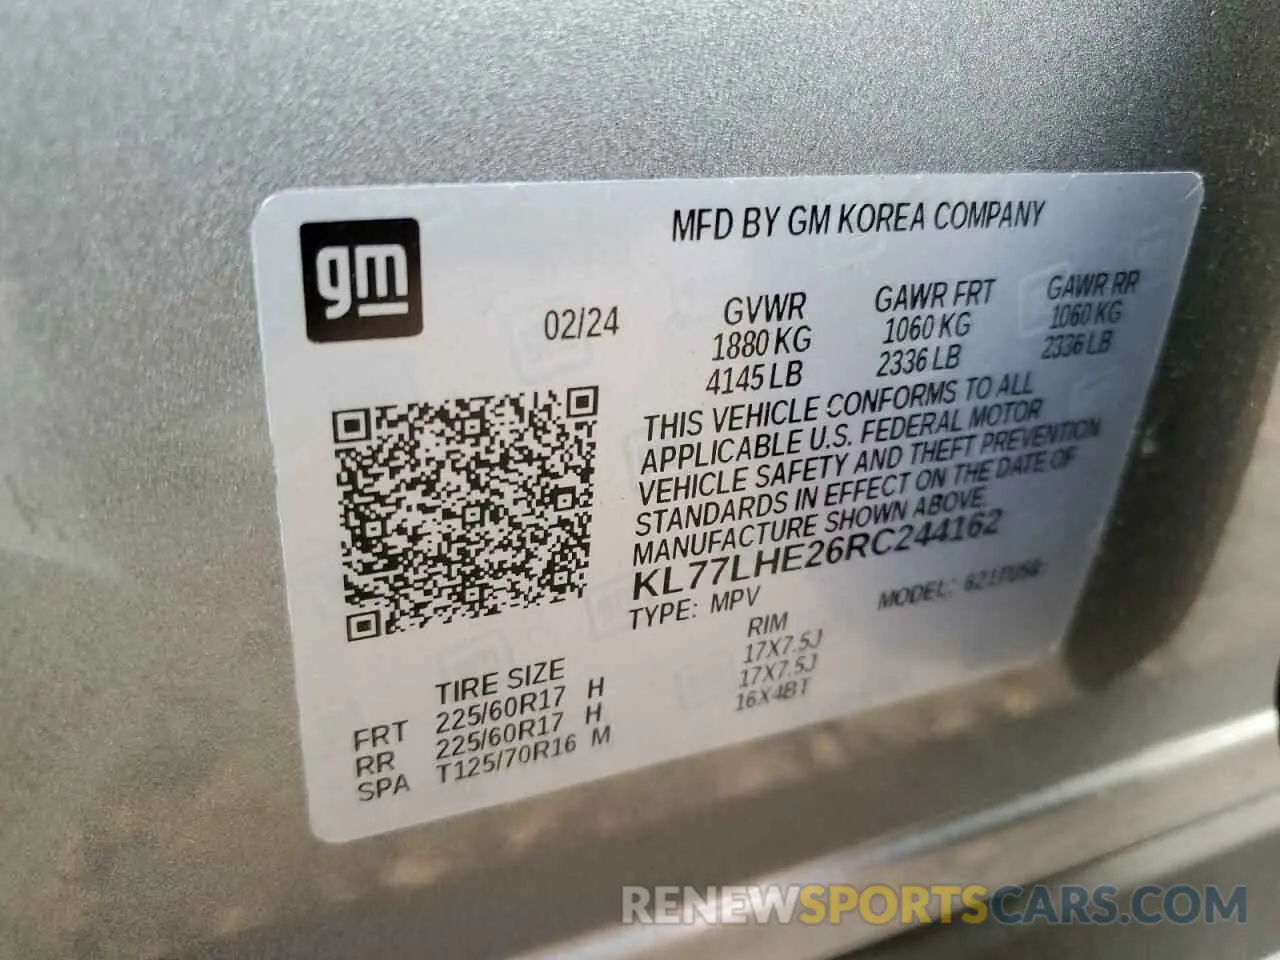 gm
MFD BY GM KOREA COMPANY
02/24
GVWR GAWR FRT GAWR RR
1880 KG 1060 KG 1060 KG
4145 LB 2336 LB 2336 LB
THIS VEHICLE CONFORMS TO ALL
APPLICABLE U.S. FEDERAL MOTOR
VEHICLE SAFETY AND THEFT PREVENTION
STANDARDS IN EFFECT ON THE DATE OF
MANUFACTURE SHOWN ABOVE.
KL77LHE26RC244162
TYPE: MPV MODEL:
TIRE SIZE RIM
FRT 225/60R17 H 17X7.5J
RR 225/60R17 H 17X7.5J
SPA T125/70R16 M 16X4BT
RENEWSPORTSCARS.COM